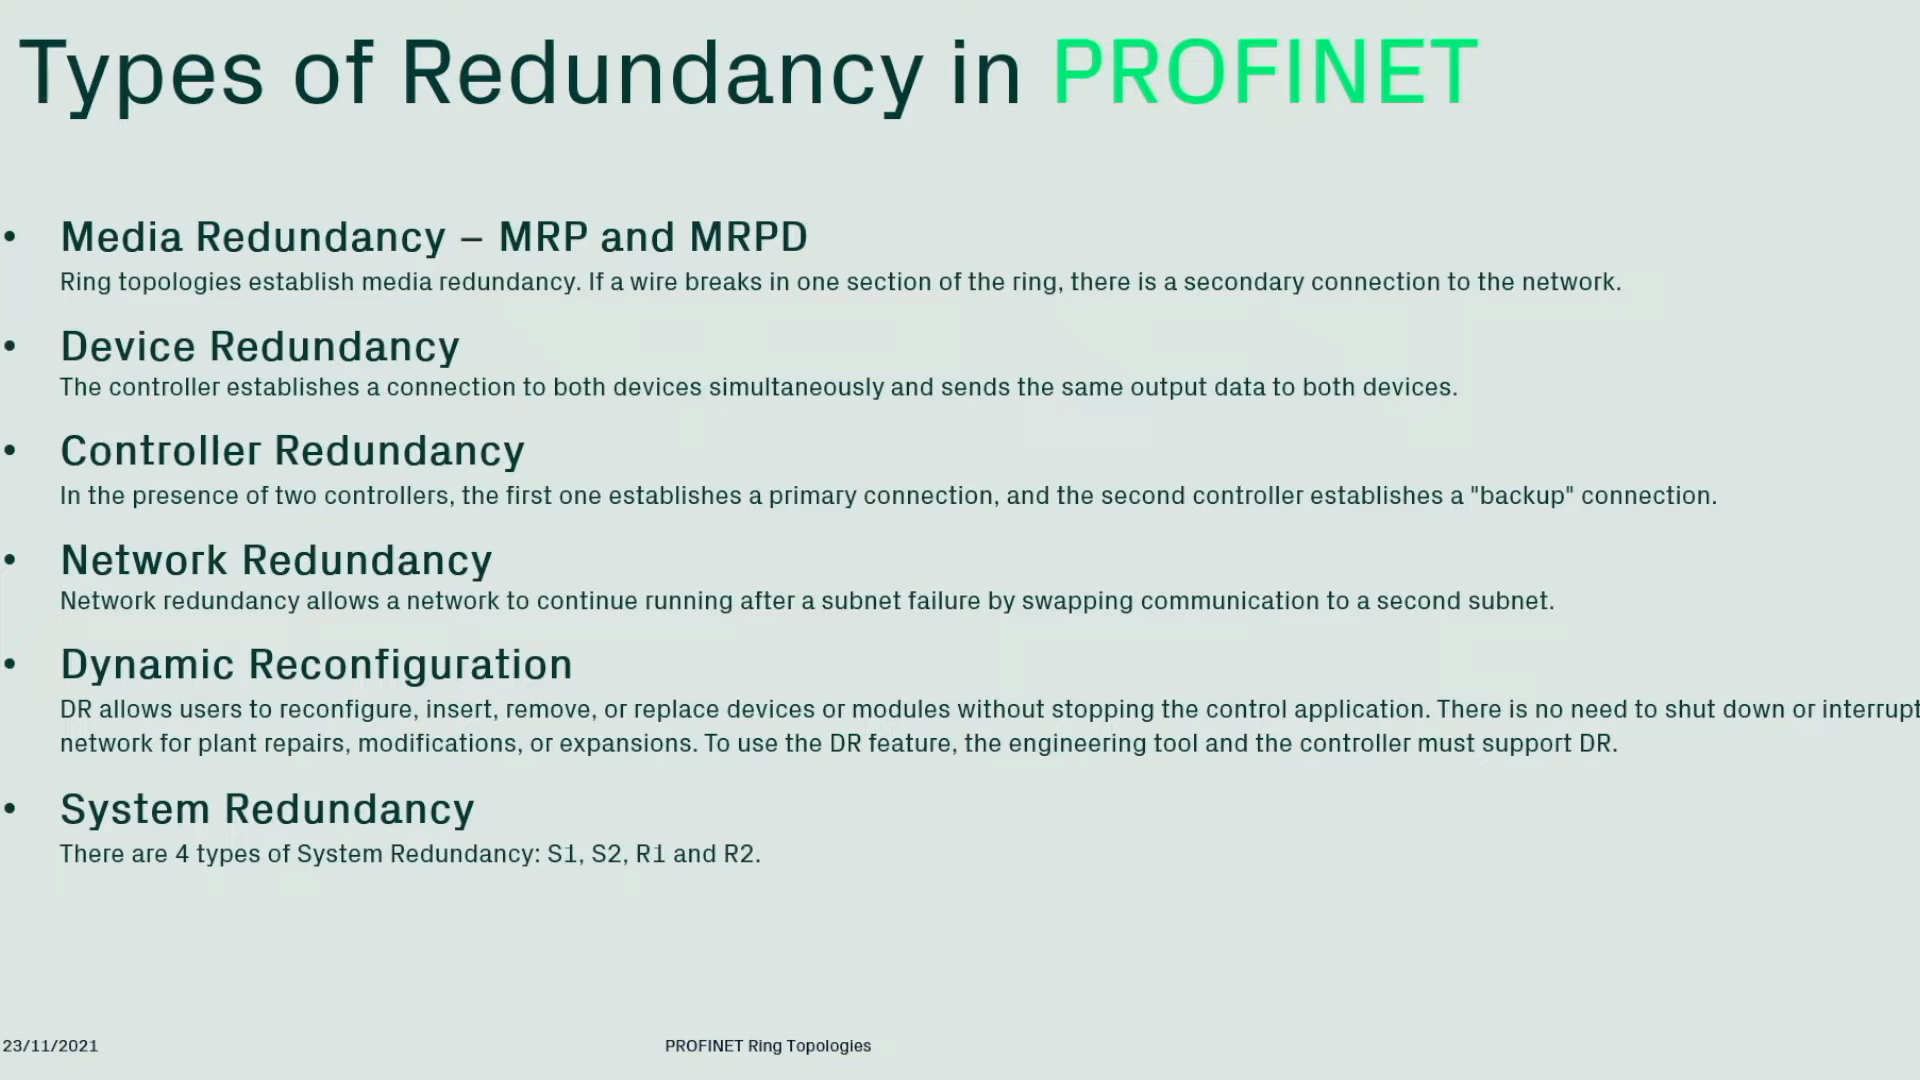 Types of Redundancy in PROFINET
• Media Redundancy – MRP and MRPD
Ring topologies establish media redundancy. If a wire breaks in one section of the ring, there is a secondary connection to the network.
• Device Redundancy
The controller establishes a connection to both devices simultaneously and sends the same output data to both devices.
• Controller Redundancy
In the presence of two controllers, the first one establishes a primary connection, and the second controller establishes a "backup" connection.
• Network Redundancy
Network redundancy allows a network to continue running after a subnet failure by swapping communication to a second subnet.
• Dynamic Reconfiguration
DR allows users to reconfigure, insert, remove, or replace devices or modules without stopping the control application. There is no need to shut down or interrupt
network for plant repairs, modifications, or expansions. To use the DR feature, the engineering tool and the controller must support DR.
• System Redundancy
There are 4 types of System Redundancy: S1, S2, R1 and R2.
23/11/2021
PROFINET Ring Topologies